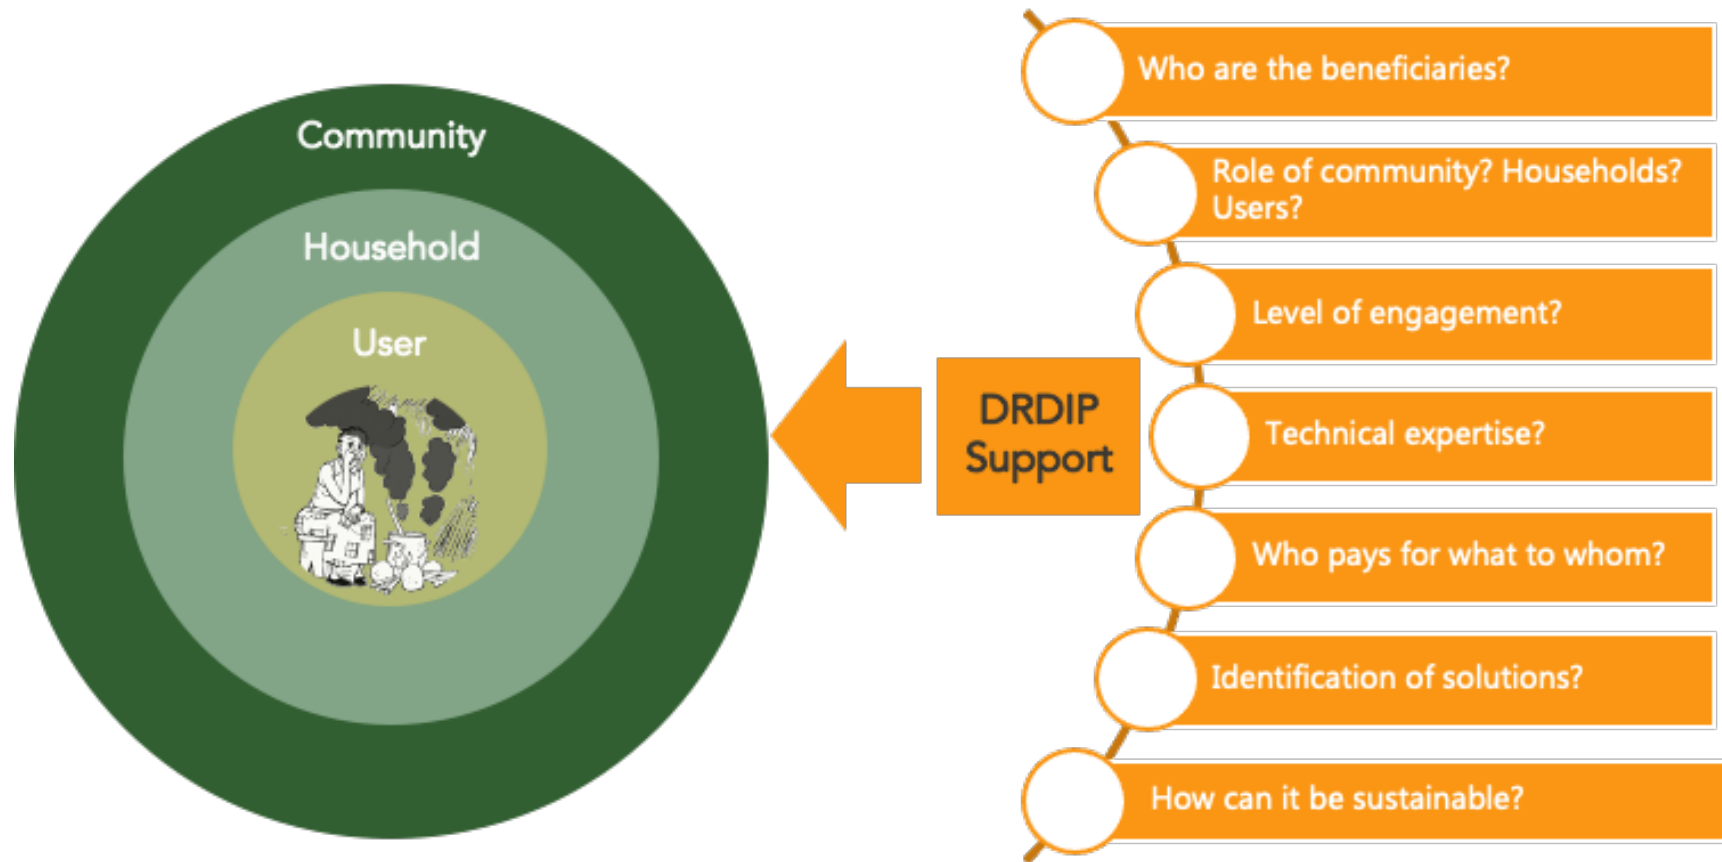 Community
Household
User
DRDIP
Support
Who are the beneficiaries?
Role of community? Households?
Users?
Level of engagement?
Technical expertise?
Who pays for what to whom?
Identification of solutions?
How can it be sustainable?